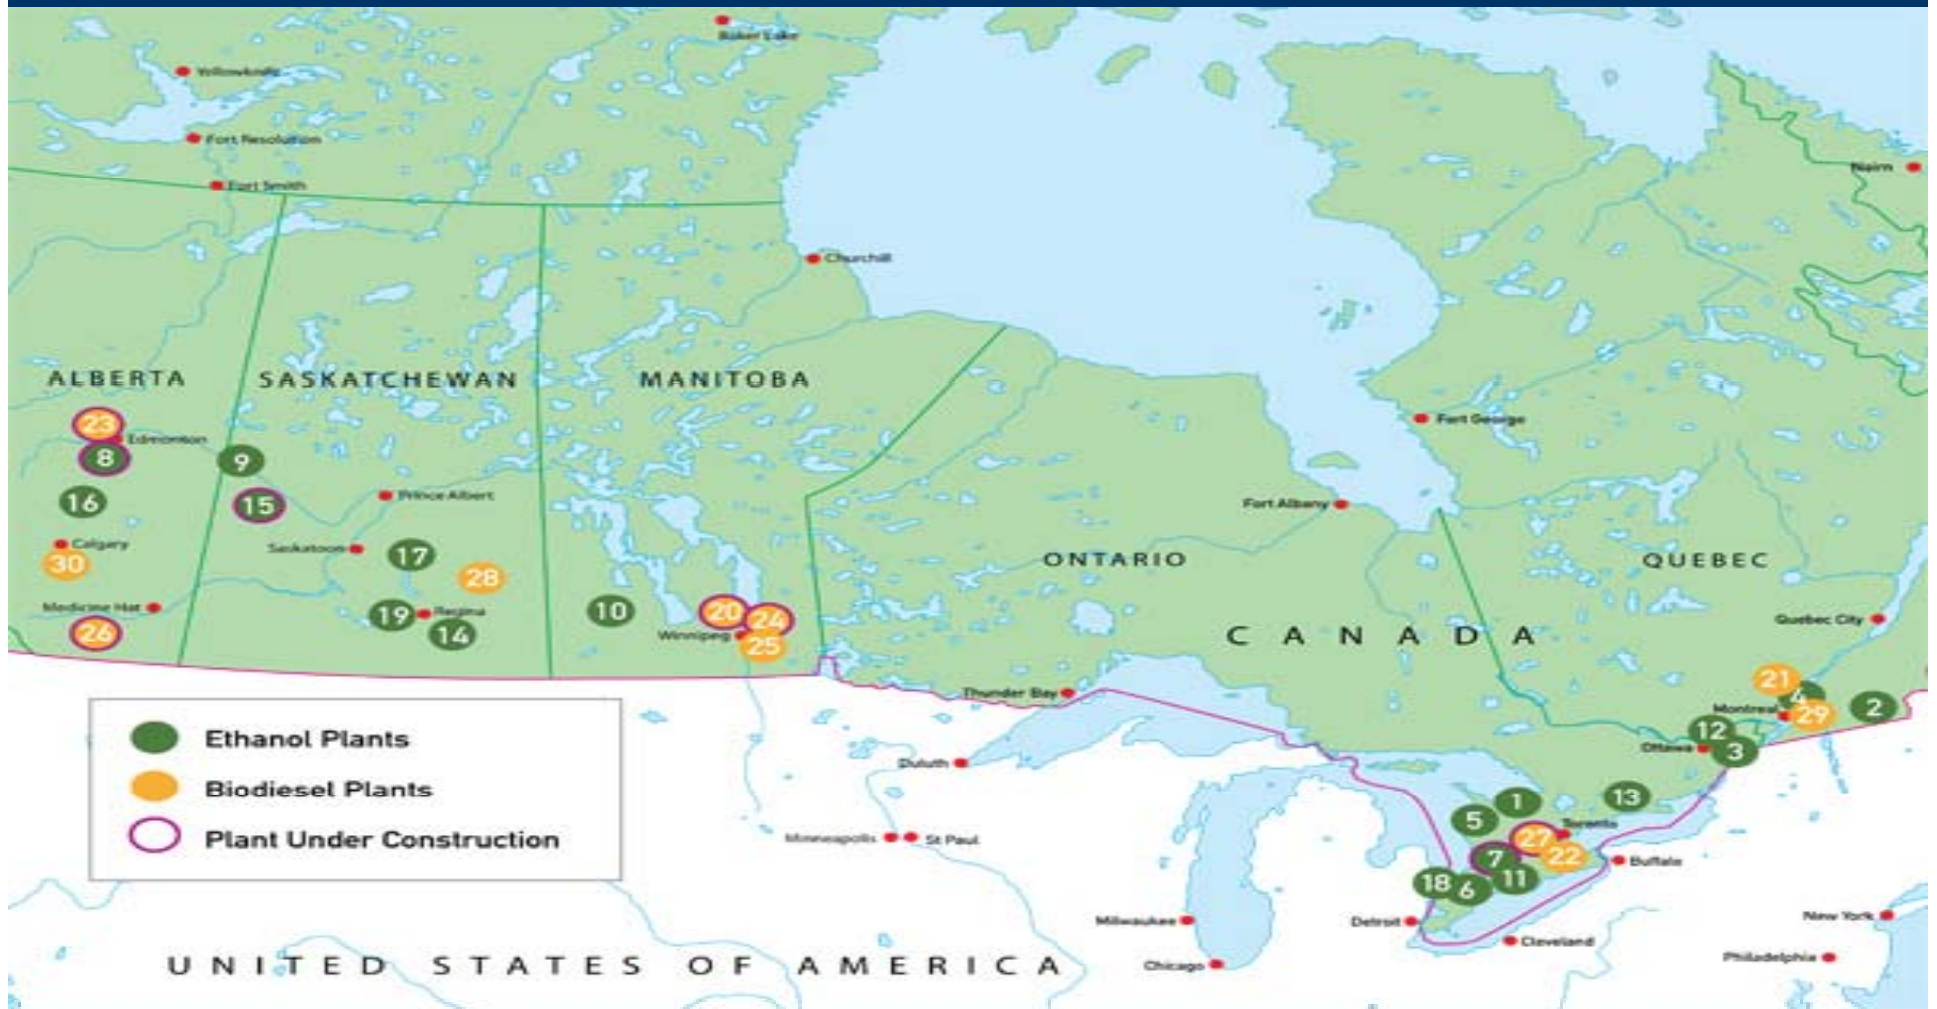 Baker Lake
Yellowknife
Fort Resolution
Fort Smith
Nairn
Churchill
ALBERTA
SASKATCHEWAN
MANITOBA
23
Edmonton
8
9
16
15
Prince Albert
Fort George
Fort Albany
Calgary
30
Saskatoon
17
28
ONTARIO
QUEBEC
Medicine Hat
26
19
Regina
14
10
20
24
Winnipeg
25
CANADA
Quebec City
21
4
Montreal
29
2
12
Ottawa
3
Thunder Bay
Ethanol Plants
Biodiesel Plants
Plant Under Construction
Duluth
Minneapolis
St Paul
1
13
5
Toronto
27
22
7
Buffalo
18
6
11
Milwaukee
Detroit
Cleveland
Chicago
New York
Philadelphia
UNITED STATES OF AMERICA